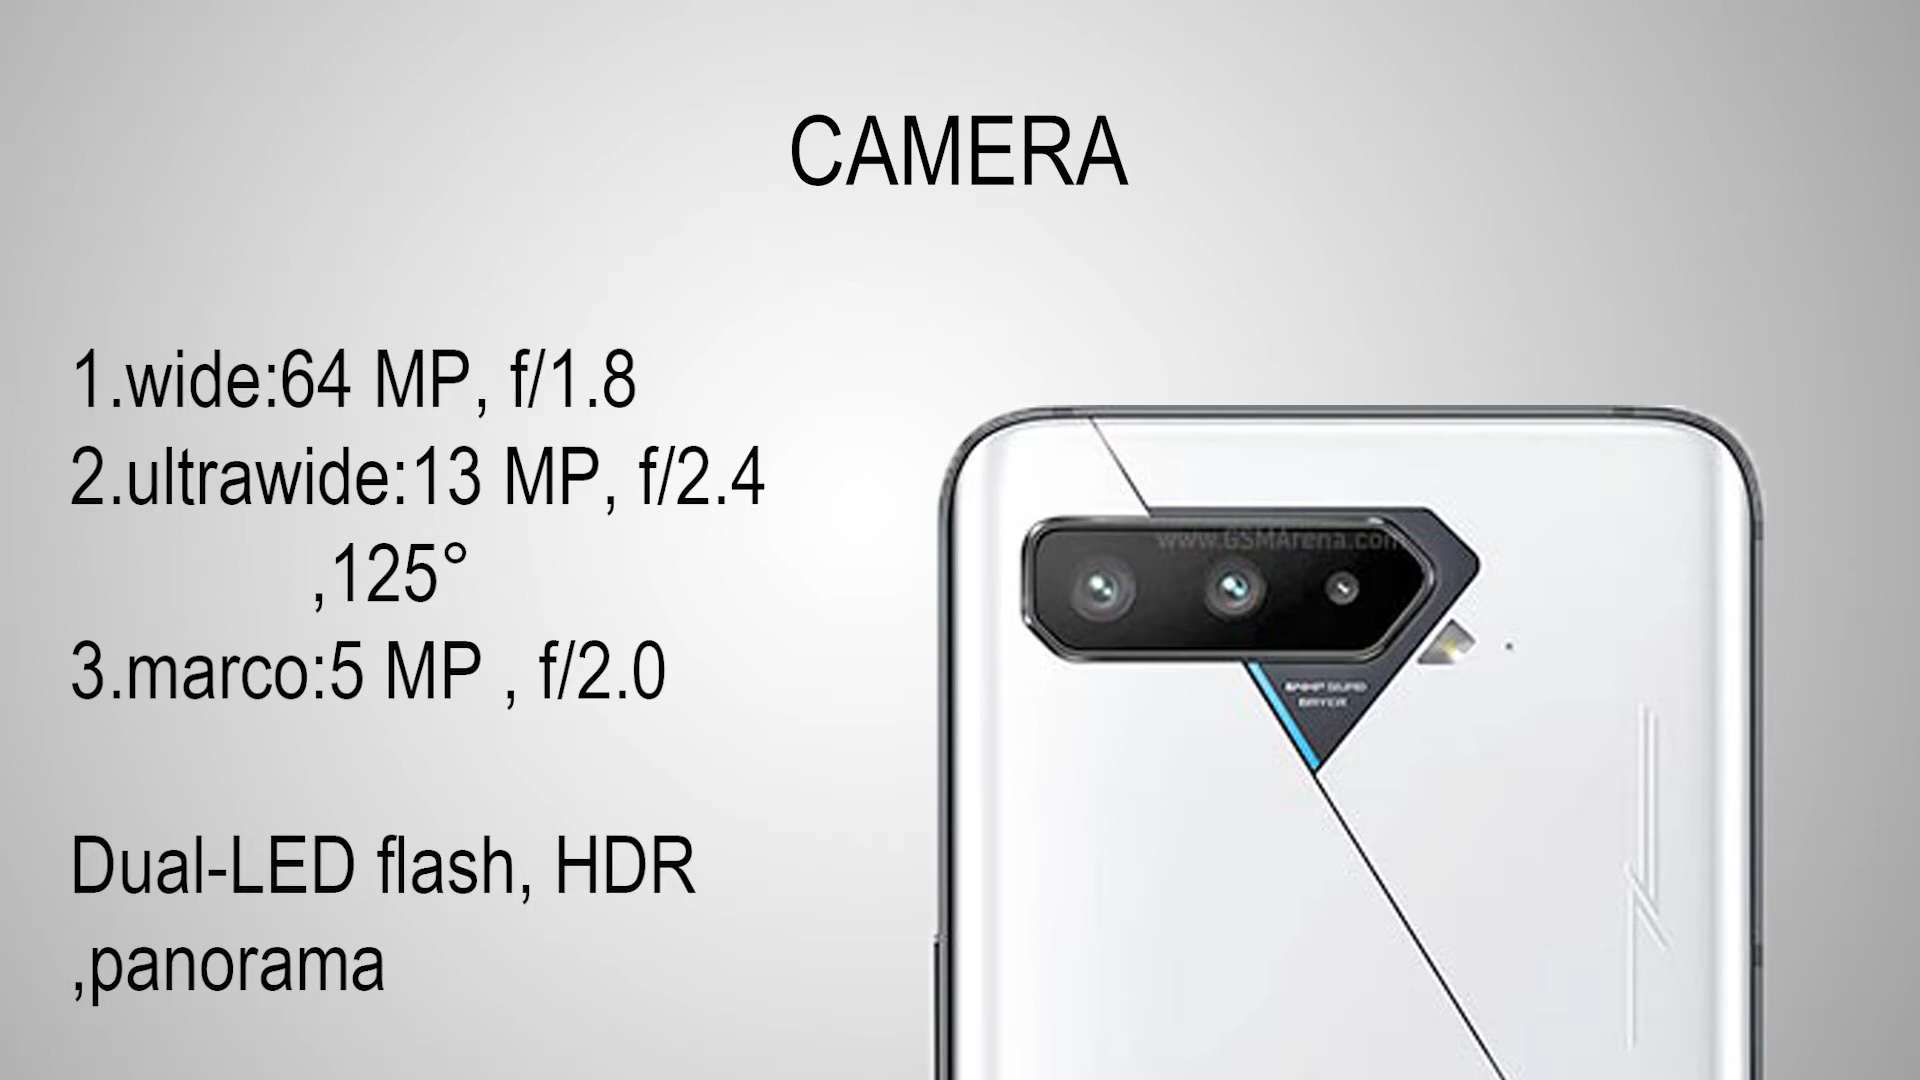 CAMERA
1.wide:64 MP, f/1.8
2.ultrawide:13 MP, f/2.4
,125°
3.marco:5 MP , f/2.0
Dual-LED flash, HDR
,panorama
www.GSMArena.com